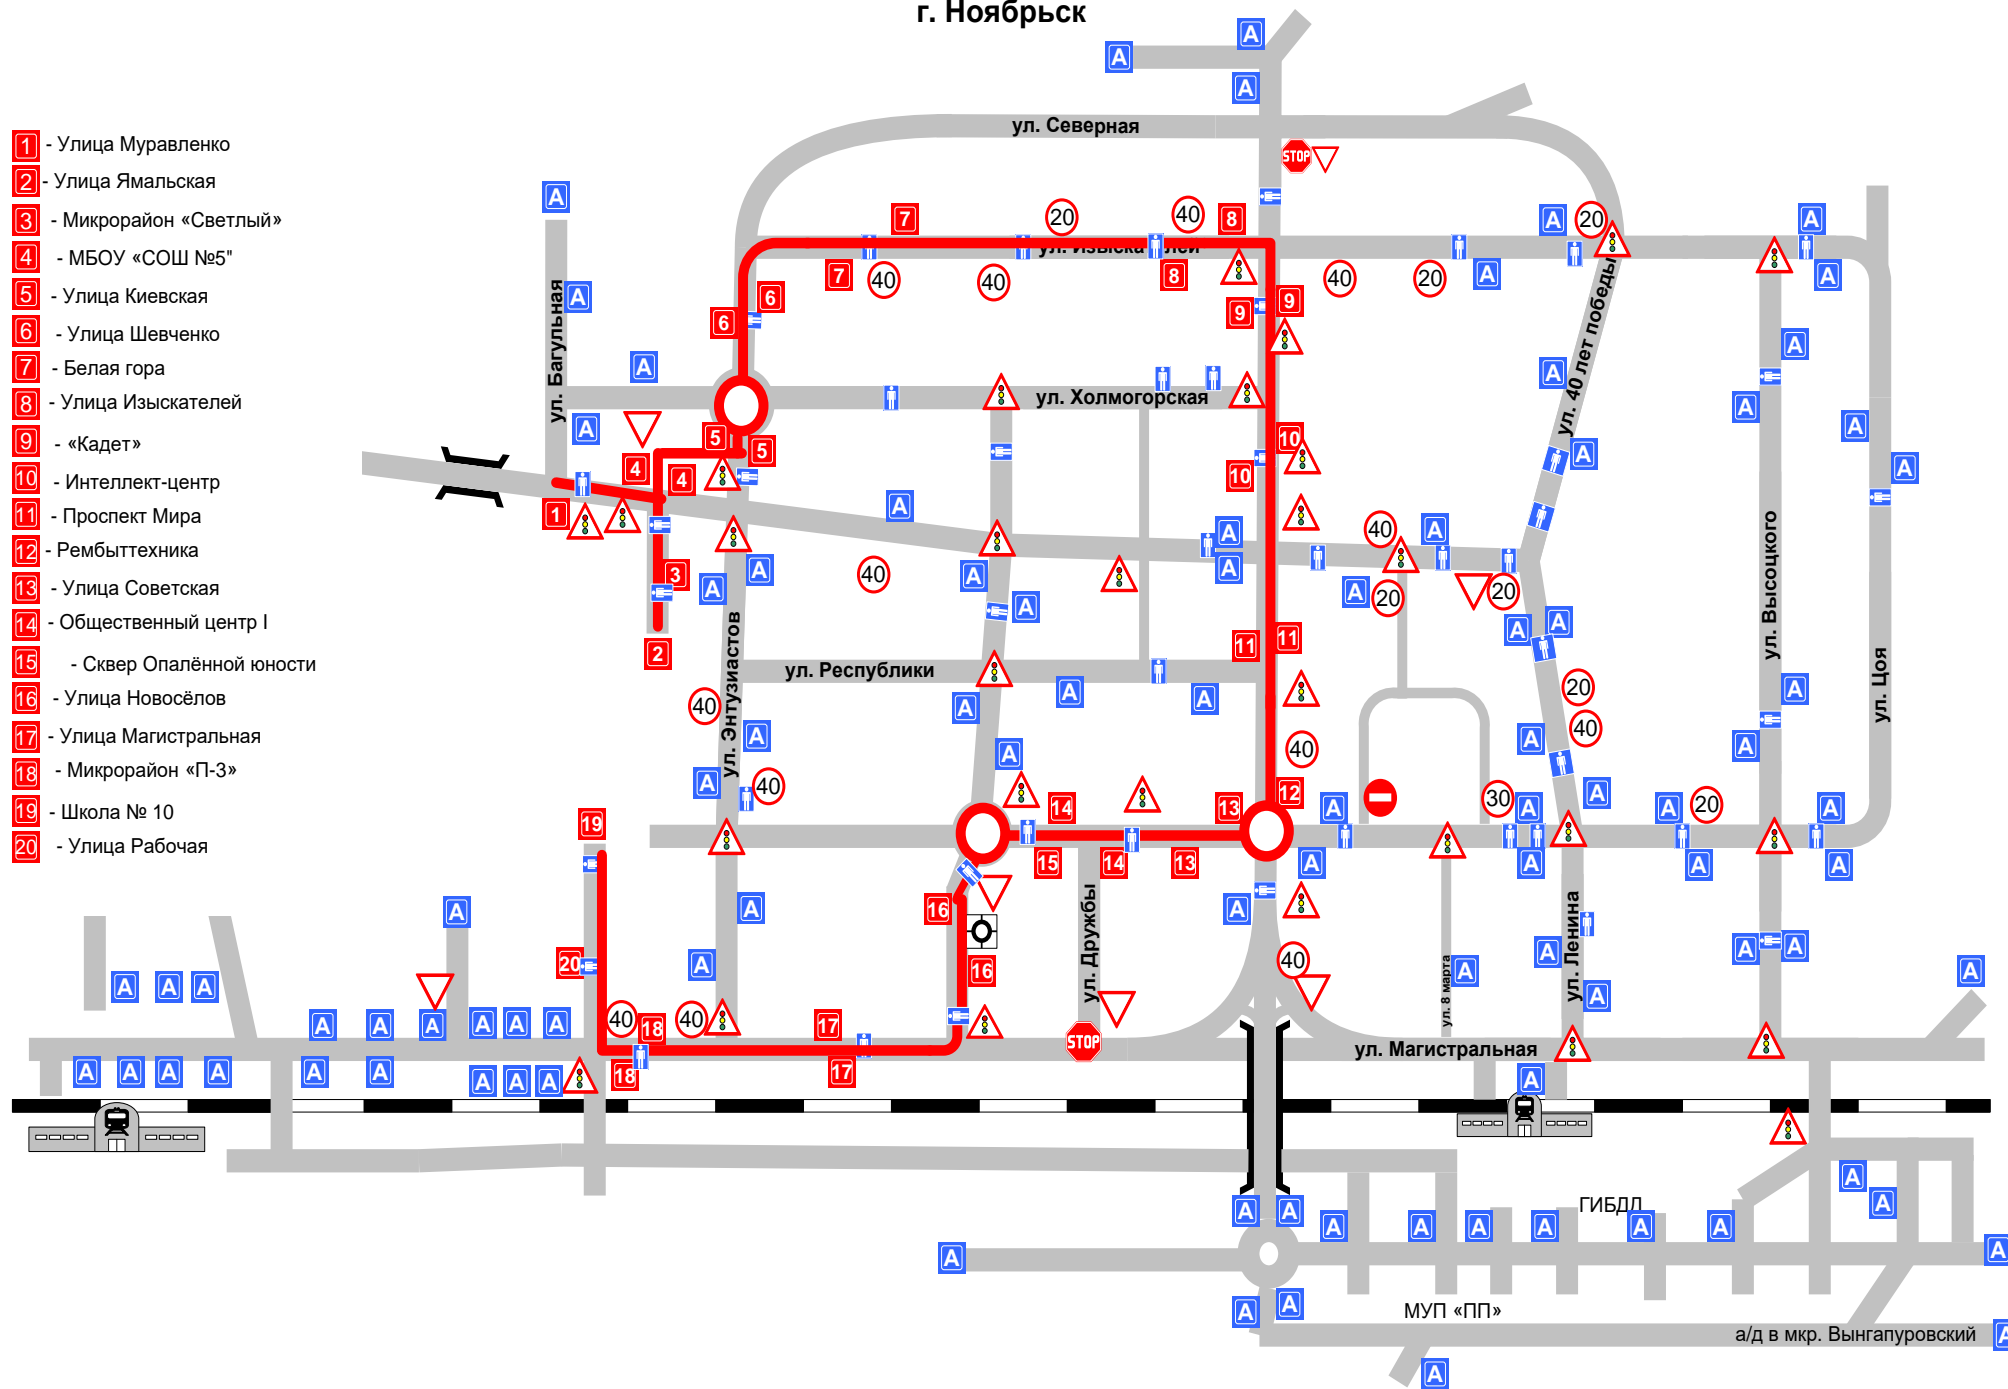 г. Ноябрьск
1 - Улица Муравленко
2 - Улица Ямальская
3 - Микрорайон «Светлый»
4 - МБОУ «СОШ №5"
5 - Улица Киевская
6 - Улица Шевченко
7 - Белая гора
8 - Улица Изыскателей
9 - «Кадет»
10 - Интеллект-центр
11 - Проспект Мира
12 - Рембыттехника
13 - Улица Советская
14 - Общественный центр I
15 - Сквер Опалённой юности
16 - Улица Новосёлов
17 - Улица Магистральная
18 - Микрорайон «П-3»
19 - Школа № 10
20 - Улица Рабочая
ул. Северная
STOP
ул. Изыскателей
ул. Багульная
ул. Холмогорская
ул. 40 лет победы
ул. Высоцкого
ул. Цоя
ул. Энтузиастов
ул. Республики
ул. Дружбы
STOP
ул. 8 марта
ул. Ленина
ул. Магистральная
ГИБДД
МУП «ПП»
а/д в мкр. Вынгапуровский